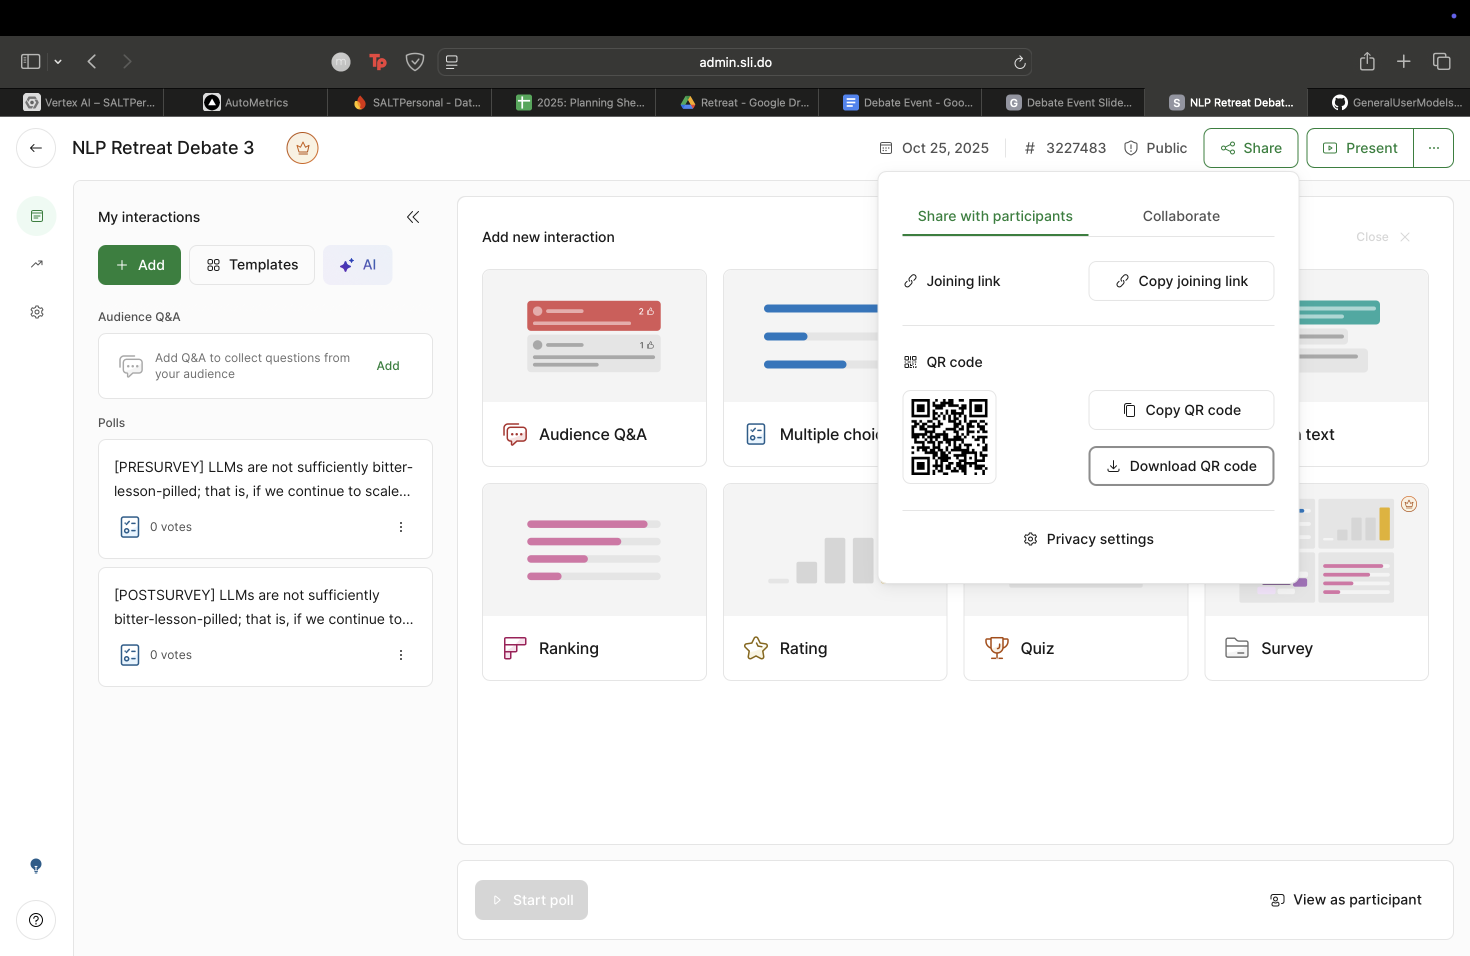 admin.sli.do
Vertex AI – SALTPer...
AutoMetrics
SALTPersonal - Dat...
2025: Planning She...
Retreat - Google Dr...
Debate Event - Goo...
Debate Event Slide...
NLP Retreat Debat...
GeneralUserModels...
NLP Retreat Debate 3
Oct 25, 2025
# 3227483
Public
Share
Present
My interactions
Add
Templates
AI
Audience Q&A
Add Q&A to collect questions from
your audience
Add
Polls
[PRESURVEY] LLMs are not sufficiently bitter-
lesson-pilled; that is, if we continue to scale...
0 votes
[POSTSURVEY] LLMs are not sufficiently
bitter-lesson-pilled; that is, if we continue to...
0 votes
Add new interaction
Close
2
1
Audience Q&A
Multiple choic
text
Ranking
Rating
Quiz
Survey
Share with participants
Collaborate
Joining link
Copy joining link
QR code
Copy QR code
Download QR code
Privacy settings
Start poll
View as participant